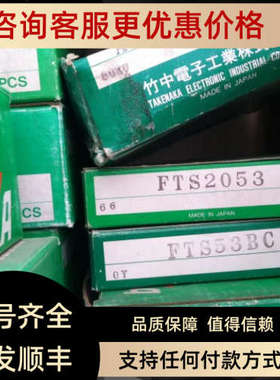 咨询客服更优惠价格
PCS
竹中電子工業株式
TAKENAKA ELECTRONIC INDUSTRIAL CO
MADE IN JAPAN
PCS
FTS2053
66
MADE IN JAPAN
FTS53BC
号齐全
品质保障 值得信赖
发顺丰
支持任何付款方式